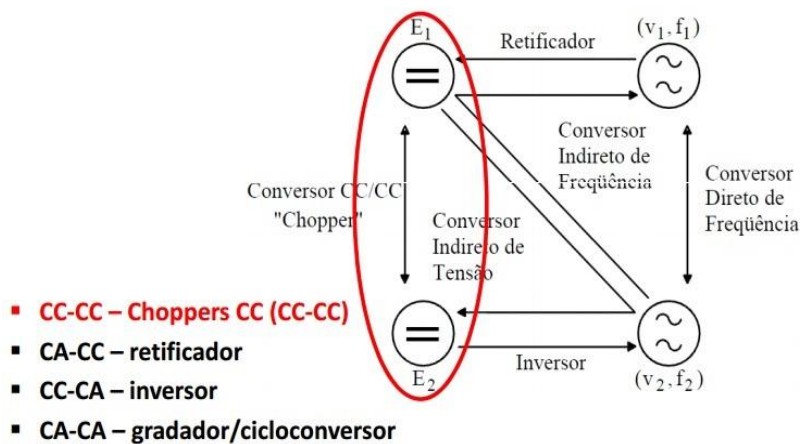 E1
(v1,f1)
Retificador
Conversor
Indireto de
Freqüência
Conversor
Direto de
Freqüência
Conversor CC/CC
"Chopper"
Conversor
Indireto de
Tensão
Inversor
E2
(v2,f2)
▪ CC-CC – Choppers CC (CC-CC)
▪ CA-CC – retificador
▪ CC-CA – inversor
▪ CA-CA – gradador/cicloconversor